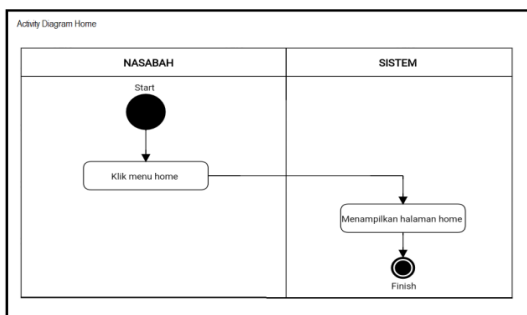 Activity Diagram Home
NASABAH
SISTEM
Start
Klik menu home
Menampilkan halaman home
Finish